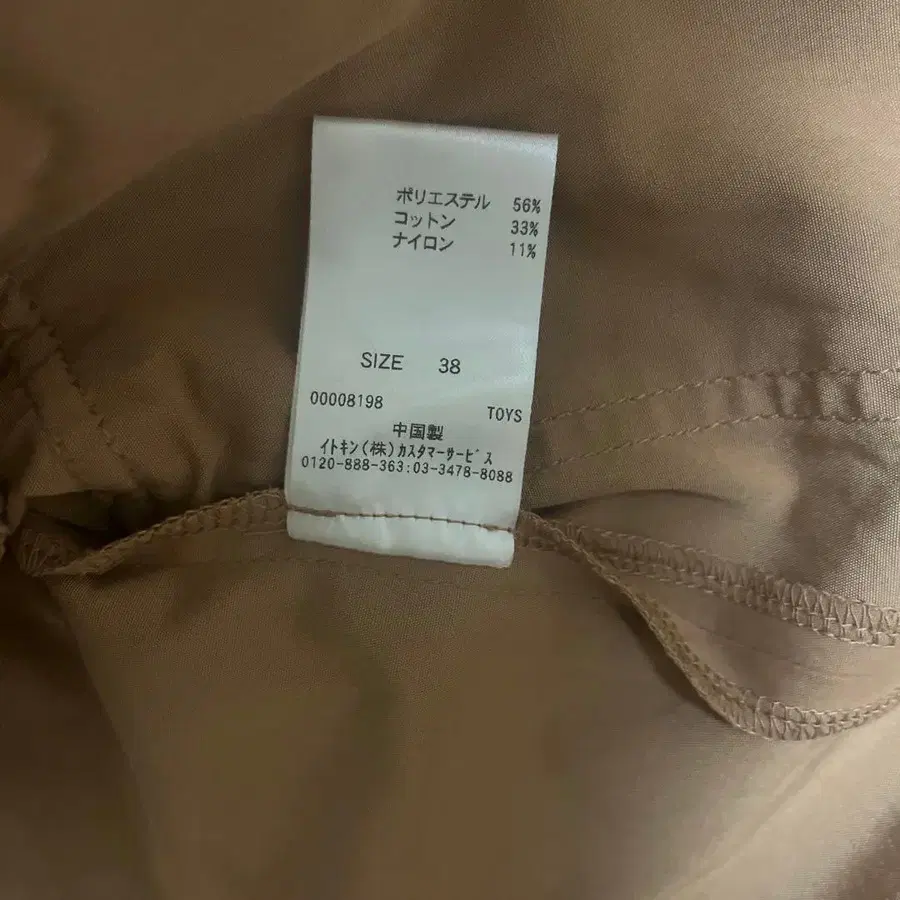 ポリエステル 56%
コットン 33%
ナイロン 11%
SIZE 38
00008198 TOYS
中国製
イトキン(株)カスタマーサービス
0120-888-363:03-3478-8088